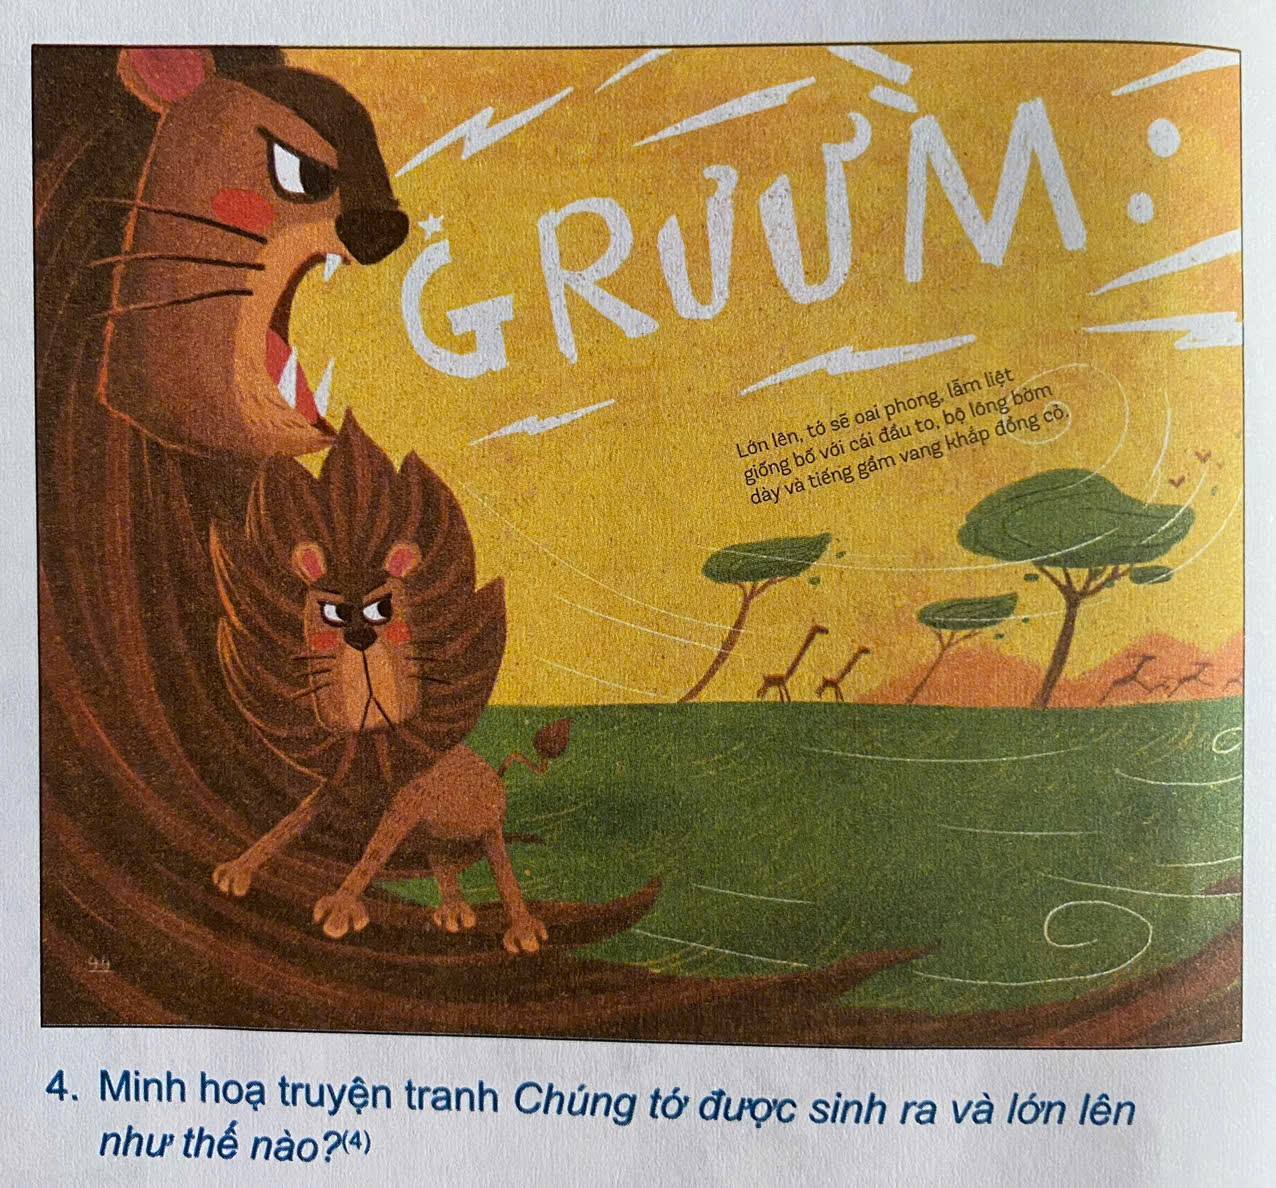 GRƯỪM:
Lớn lên, tớ sẽ oai phong, lẫm liệt
giống bố với cái đầu to, bộ lông bờm
dày và tiếng gầm vang khắp đồng cỏ.
44
4. Minh hoạ truyện tranh Chúng tớ được sinh ra và lớn lên
như thế nào?(4)